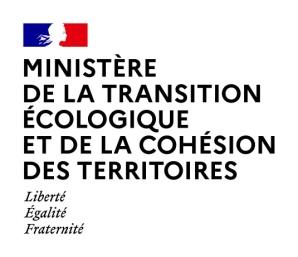 MINISTÈRE
DE LA TRANSITION
ÉCOLOGIQUE
ET DE LA COHÉSION
DES TERRITOIRES
Liberté
Égalité
Fraternité